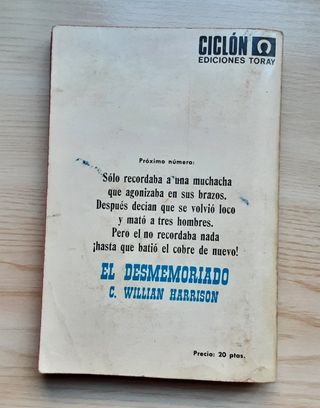 CICLÓN
EDICIONES TORAY
Próximo número:
Sólo recordaba a una muchacha
que agonizaba en sus brazos.
Después decían que se volvió loco
y mató a tres hombres.
Pero el no recordaba nada
¡hasta que batió el cobre de nuevo!
EL DESMEMORIADO
C. WILLIAN HARRISON
Precio: 20 ptas.